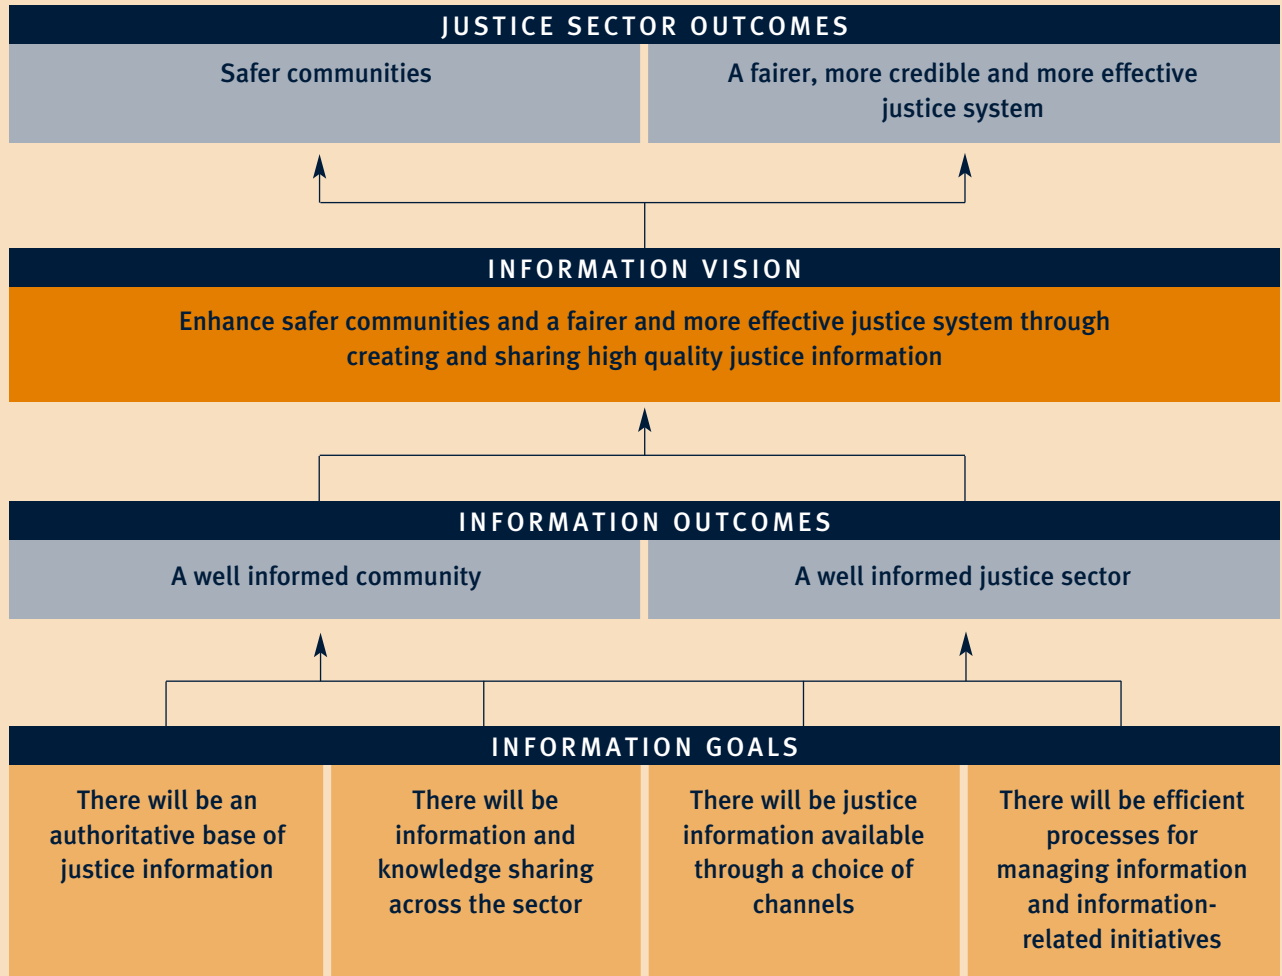 JUSTICE SECTOR OUTCOMES
Safer communities
A fairer, more credible and more effective
justice system
INFORMATION VISION
Enhance safer communities and a fairer and more effective justice system through
creating and sharing high quality justice information
INFORMATION OUTCOMES
A well informed community
A well informed justice sector
INFORMATION GOALS
There will be an
authoritative base of
justice information
There will be
information and
knowledge sharing
across the sector
There will be justice
information available
through a choice of
channels
There will be efficient
processes for
managing information
and information-
related initiatives